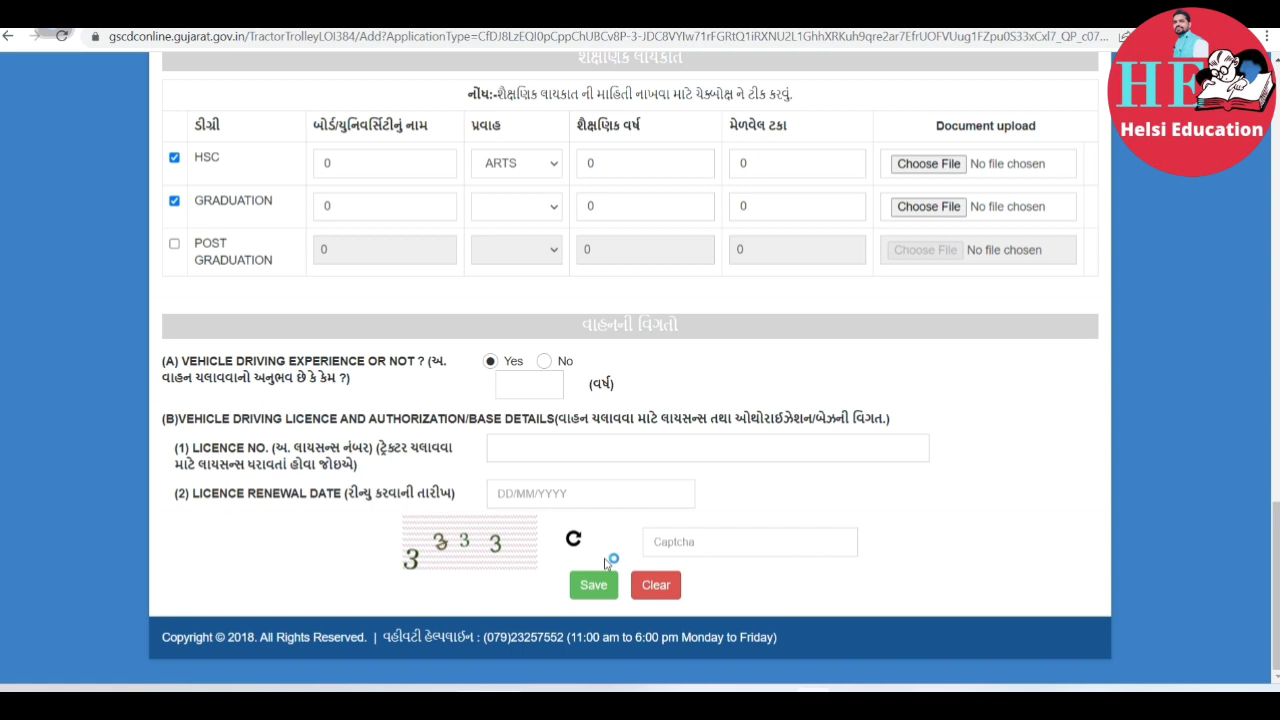 gscdconline.gujarat.gov.in/TractorTrolleyLOI384/Add?ApplicationType=
H E
Helsi Education
શૈક્ષણિક લાયકાત
નોંધ:-શૈક્ષણિક લાયકાત ની માહિતી નાખવા માટે ચેકબોક્ષ ને ટીક કરવું.
ડીગ્રી બોર્ડ/યુનિવર્સિટીનું નામ પ્રવાહ શૈક્ષણિક વર્ષ મેળવેલ ટકા Document upload
HSC 0 ARTS 0 0 Choose File No file chosen
GRADUATION 0 0 0 Choose File No file chosen
POST GRADUATION 0 0 0 Choose File No file chosen
વાહનની વિગતો
(A) VEHICLE DRIVING EXPERIENCE OR NOT ? (અ. Yes No
વાહન ચલાવવાનો અનુભવ છે કે કેમ ?) (વર્ષ)
(B)VEHICLE DRIVING LICENCE AND AUTHORIZATION/BASE DETAILS(વાહન ચલાવવા માટે લાયસન્સ તથા ઓથોરાઈઝેશન/બેઝની વિગત.)
(1) LICENCE NO. (અ. લાયસન્સ નંબર) (ટ્રેક્ટર ચલાવવા
માટે લાયસન્સ ધરાવતાં હોવા જોઇએ)
(2) LICENCE RENEWAL DATE (રીન્યુ કરવાની તારીખ) DD/MM/YYYY
3 3 3 3 Captcha
Save Clear
Copyright © 2018. All Rights Reserved. | વહીવટી હેલ્પલાઈન : (079)23257552 (11:00 am to 6:00 pm Monday to Friday)